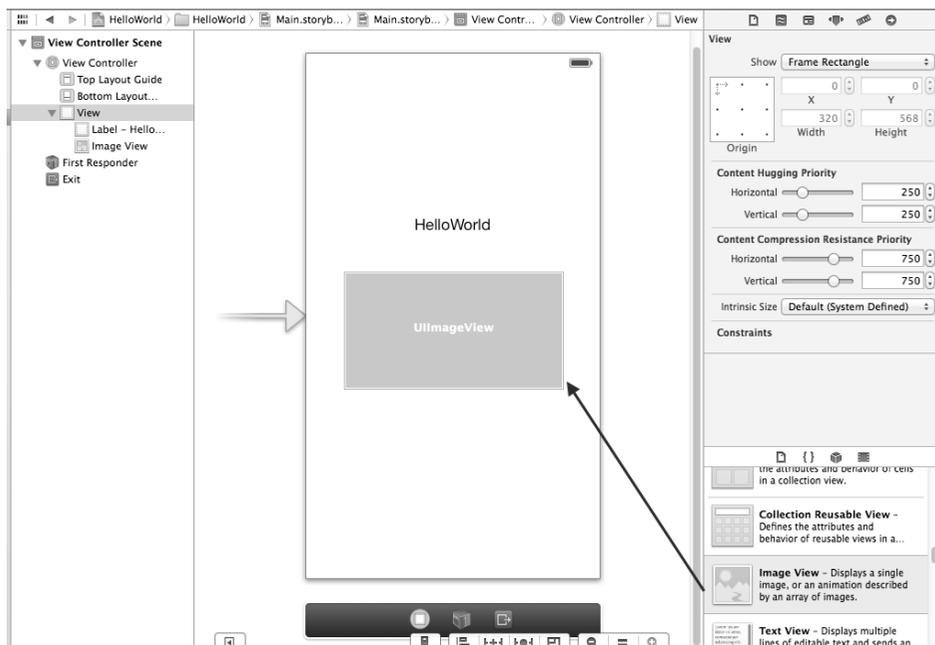 HelloWorld HelloWorld Main.storyb... Main.storyb... View Contr... View Controller View
View Controller Scene
View Controller
Top Layout Guide
Bottom Layout...
View
Label – Hello...
Image View
First Responder
Exit
HelloWorld
UIImageView
View
Show Frame Rectangle
0 0
X Y
320 568
Width Height
Origin
Content Hugging Priority
Horizontal 250
Vertical 250
Content Compression Resistance Priority
Horizontal 750
Vertical 750
Intrinsic Size Default (System Defined)
Constraints
{ }
the attributes and behavior of cells
in a collection view.
Collection Reusable View –
Defines the attributes and
behavior of reusable views in a...
Image View – Displays a single
image, or an animation described
by an array of images.
Text View – Displays multiple
lines of editable text and sends an